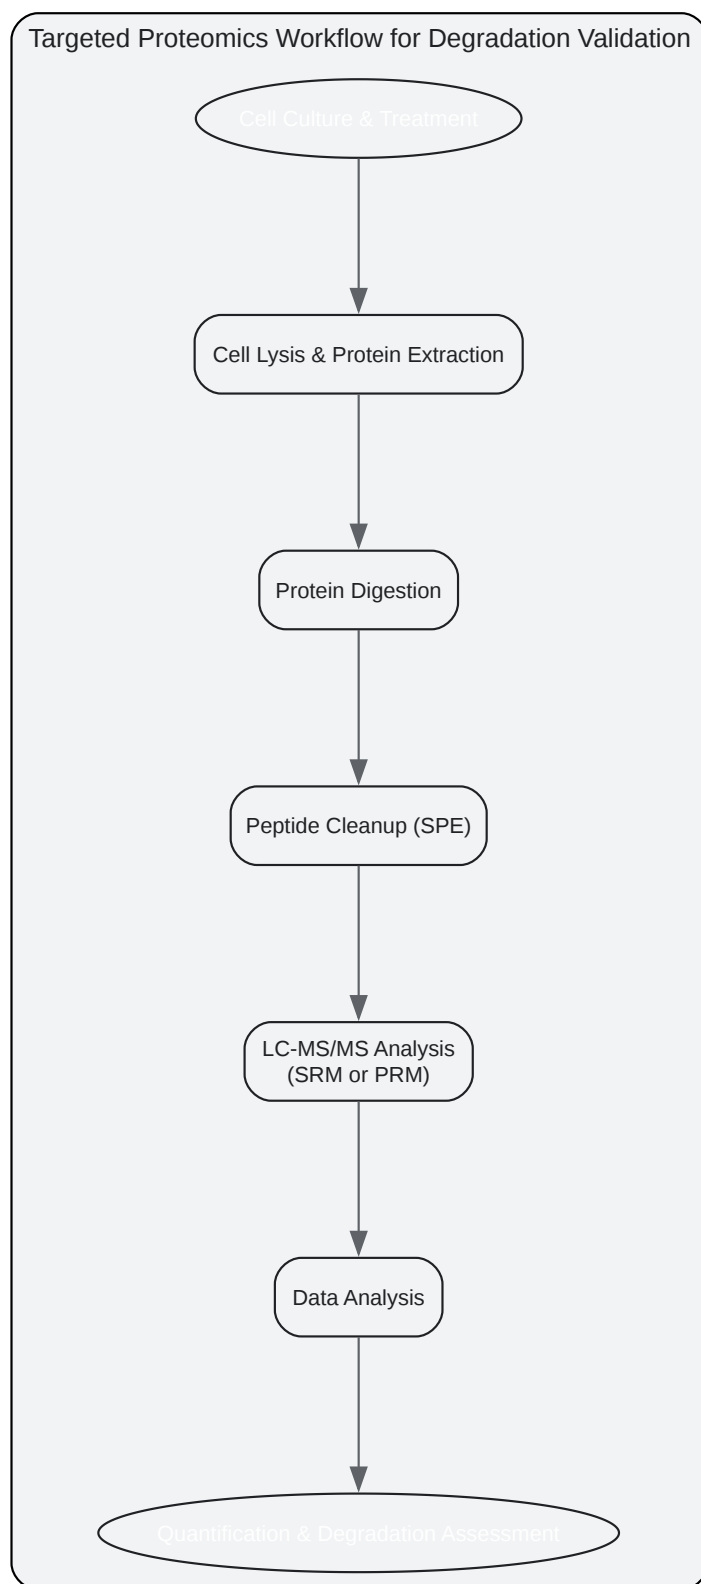 Targeted Proteomics Workflow for Degradation Validation
Cell Culture & Treatment
Cell Lysis & Protein Extraction
Protein Digestion
Peptide Cleanup (SPE)
LC-MS/MS Analysis
(SRM or PRM)
Data Analysis
Quantification & Degradation Assessment